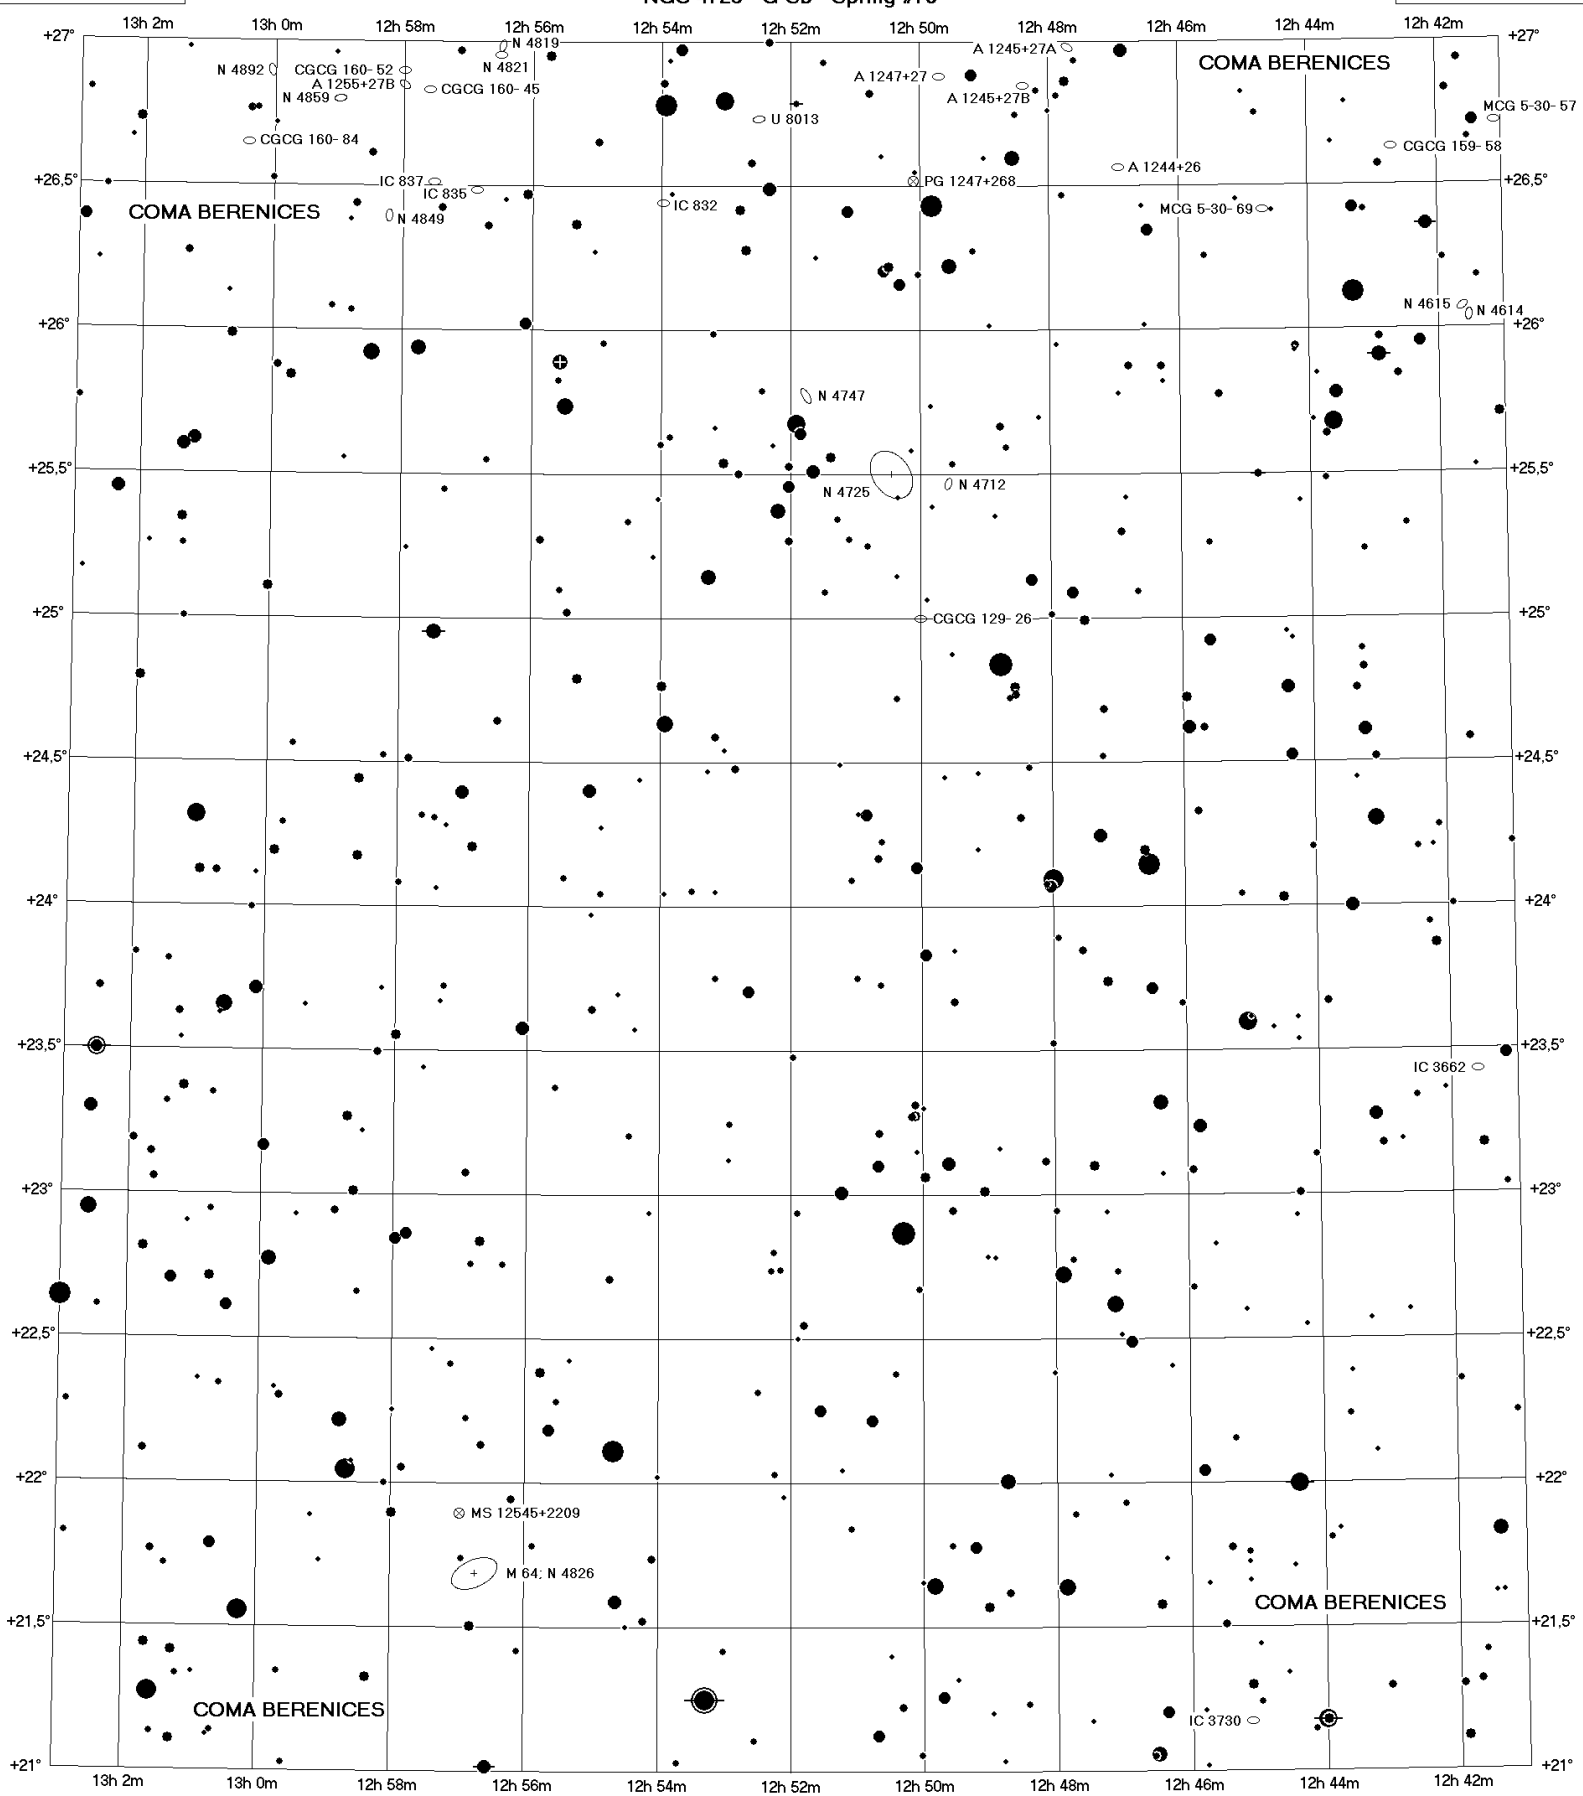 13h 2m 13h 0m 12h 58m 12h 56m 12h 54m 12h 52m 12h 50m 12h 48m 12h 46m 12h 44m 12h 42m
+27° +27°
N 4819
A 1245+27A
COMA BERENICES
N 4892 CGCG 160- 52 N 4821
A 1247+27
A 1255+27B CGCG 160- 45
N 4859 A 1245+27B
MCG 5-30- 57
U 8013
CGCG 160- 84
CGCG 159- 58
A 1244+26
+26,5° IC 837 PG 1247+268 +26,5°
IC 835
IC 832 MCG 5-30- 69
COMA BERENICES N 4849
N 4615 N 4614
+26° +26°
N 4747
+25,5° +25,5°
N 4725 N 4712
+25° +25°
CGCG 129- 26
+24,5° +24,5°
+24° +24°
+23,5° +23,5°
IC 3662
+23° +23°
+22,5° +22,5°
+22° +22°
MS 12545+2209
M 64; N 4826
COMA BERENICES
+21,5° +21,5°
COMA BERENICES
IC 3730
+21° +21°
13h 2m 13h 0m 12h 58m 12h 56m 12h 54m 12h 52m 12h 50m 12h 48m 12h 46m 12h 44m 12h 42m